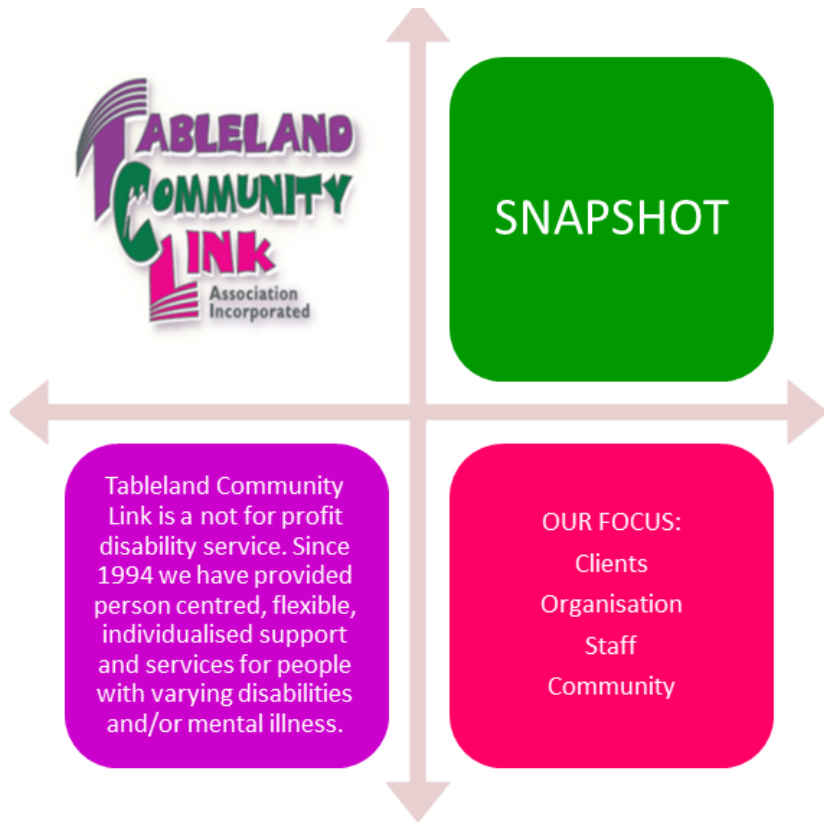 TABLELAND
COMMUNITY
LINK
Association
Incorporated
SNAPSHOT
Tableland Community
Link is a not for profit
disability service. Since
1994 we have provided
person centred, flexible,
individualised support
and services for people
with varying disabilities
and/or mental illness.
OUR FOCUS:
Clients
Organisation
Staff
Community